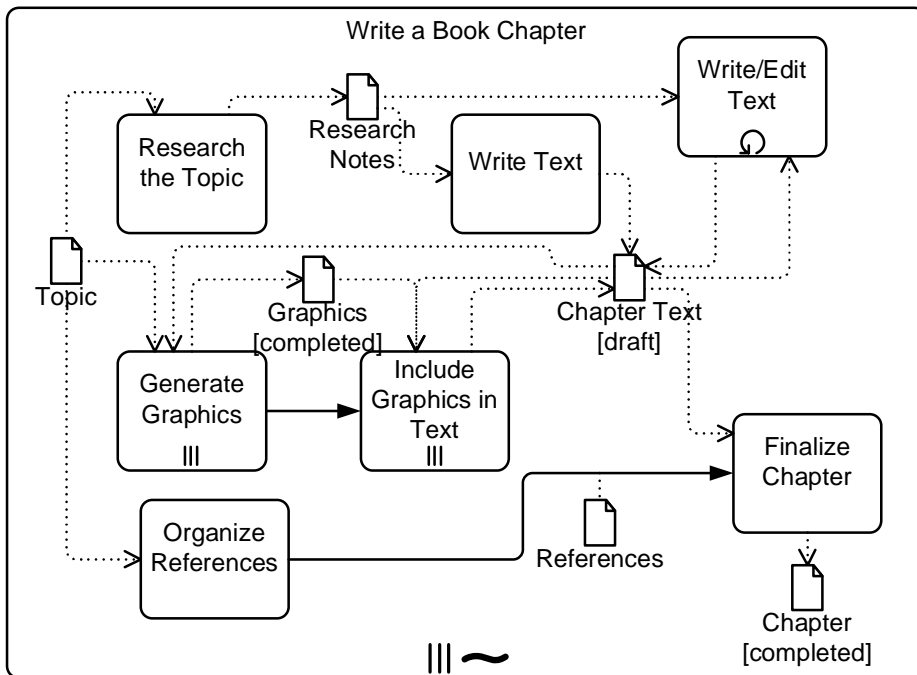 Write a Book Chapter
Write/Edit
Text
Research
Notes
Research
the Topic
Write Text
Topic
Graphics
[completed]
Chapter Text
[draft]
Generate
Graphics
Include
Graphics in
Text
Finalize
Chapter
Organize
References
References
Chapter
[completed]